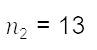 n₂ = 13